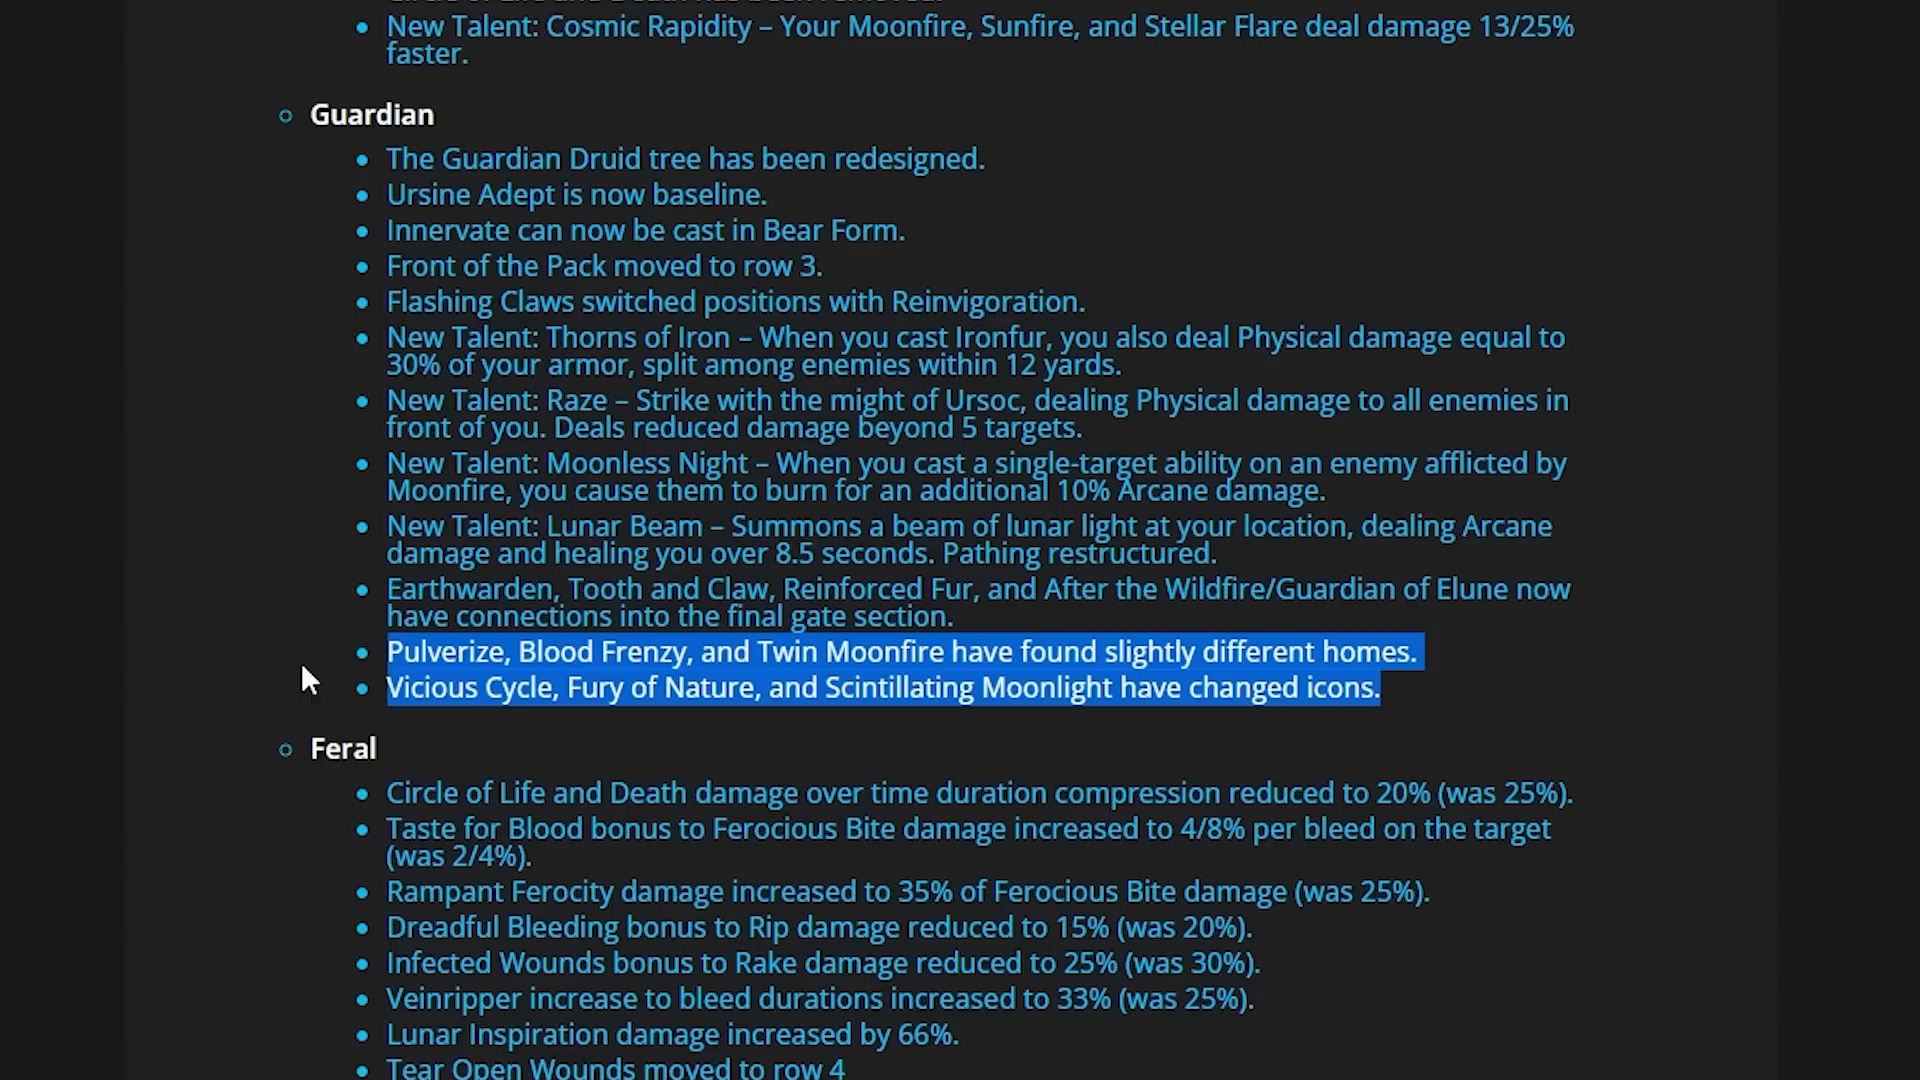 New Talent: Cosmic Rapidity – Your Moonfire, Sunfire, and Stellar Flare deal damage 13/25%
faster.
Guardian
The Guardian Druid tree has been redesigned.
Ursine Adept is now baseline.
Innervate can now be cast in Bear Form.
Front of the Pack moved to row 3.
Flashing Claws switched positions with Reinvigoration.
New Talent: Thorns of Iron – When you cast Ironfur, you also deal Physical damage equal to
30% of your armor, split among enemies within 12 yards.
New Talent: Raze – Strike with the might of Ursoc, dealing Physical damage to all enemies in
front of you. Deals reduced damage beyond 5 targets.
New Talent: Moonless Night – When you cast a single-target ability on an enemy afflicted by
Moonfire, you cause them to burn for an additional 10% Arcane damage.
New Talent: Lunar Beam – Summons a beam of lunar light at your location, dealing Arcane
damage and healing you over 8.5 seconds. Pathing restructured.
Earthwarden, Tooth and Claw, Reinforced Fur, and After the Wildfire/Guardian of Elune now
have connections into the final gate section.
Pulverize, Blood Frenzy, and Twin Moonfire have found slightly different homes.
Vicious Cycle, Fury of Nature, and Scintillating Moonlight have changed icons.
Feral
Circle of Life and Death damage over time duration compression reduced to 20% (was 25%).
Taste for Blood bonus to Ferocious Bite damage increased to 4/8% per bleed on the target
(was 2/4%).
Rampant Ferocity damage increased to 35% of Ferocious Bite damage (was 25%).
Dreadful Bleeding bonus to Rip damage reduced to 15% (was 20%).
Infected Wounds bonus to Rake damage reduced to 25% (was 30%).
Veinripper increase to bleed durations increased to 33% (was 25%).
Lunar Inspiration damage increased by 66%.
Tear Open Wounds moved to row 4